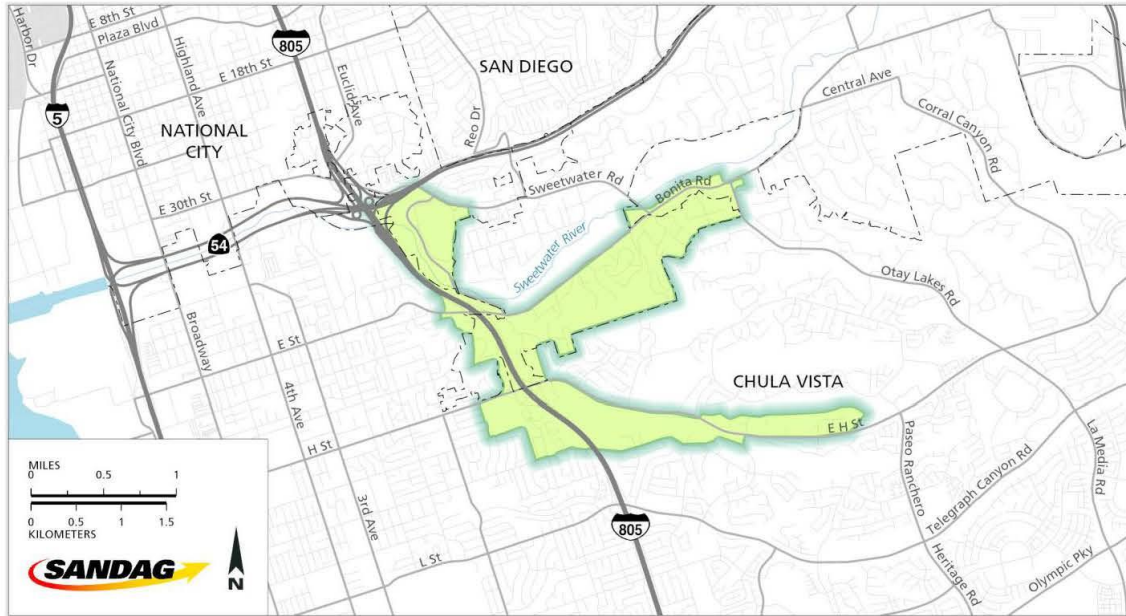 Harbor Dr
E 8th St
Plaza Blvd
National City Blvd
Highland Ave
E 18th St
805
Euclid Ave
SAN DIEGO
Reo Dr
5
NATIONAL
CITY
E 30th St
54
Sweetwater Rd
Bonita Rd
Central Ave
Corral Canyon Rd
Sweetwater River
Otay Lakes Rd
Broadway
E St
4th Ave
H St
3rd Ave
L St
CHULA VISTA
E H St
Paseo Ranchero
Telegraph Canyon Rd
La Media Rd
805
Heritage Rd
Olympic Pky
MILES
0 0.5 1
0 0.5 1 1.5
KILOMETERS
SANDAG
N